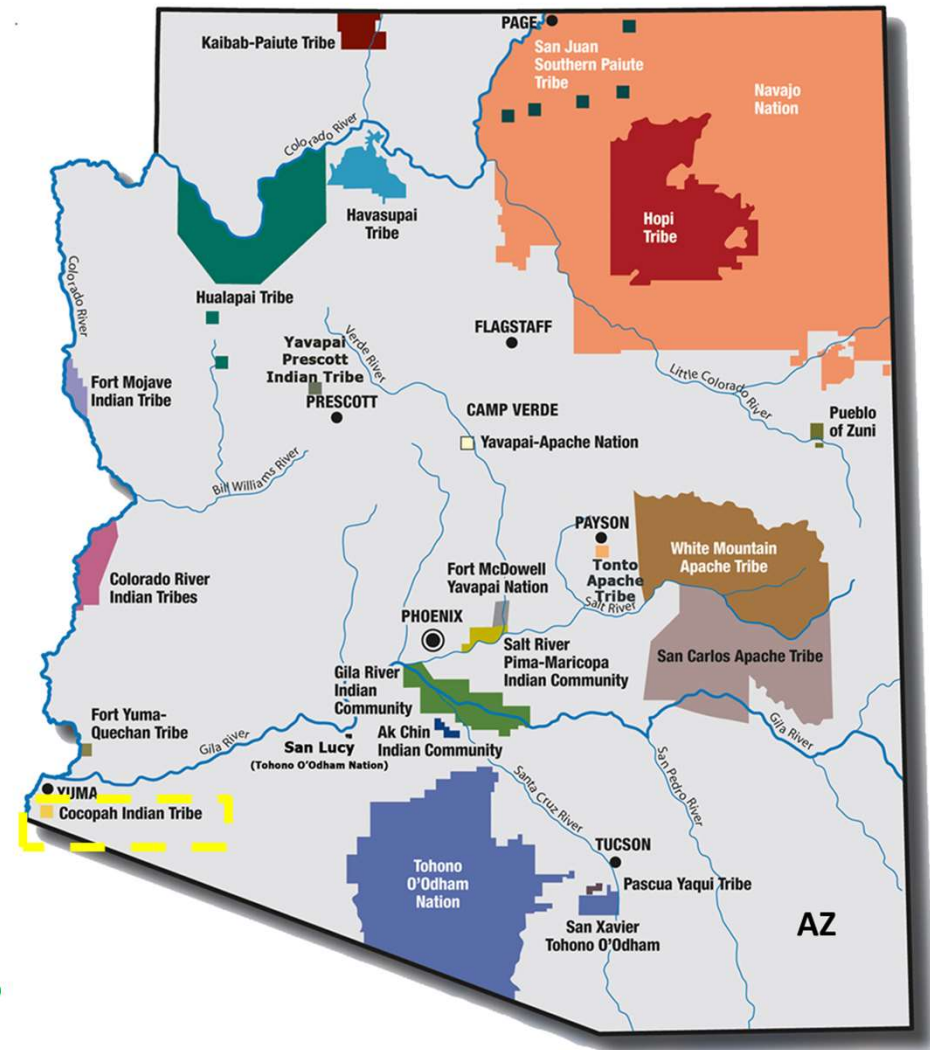 PAGE
Kaibab-Paiute Tribe
San Juan
Southern Paiute
Tribe
Navajo
Nation
Colorado River
Havasupai
Tribe
Hopi
Tribe
Colorado River
Hualapai Tribe
FLAGSTAFF
Yavapai
Prescott
Indian Tribe
Verde River
PRESCOTT
Little Colorado River
Fort Mojave
Indian Tribe
CAMP VERDE
Yavapai-Apache Nation
Pueblo
of Zuni
Bill Williams River
PAYSON
Tonto
Apache
Tribe
White Mountain
Apache Tribe
Colorado River
Indian Tribes
Fort McDowell
Yavapai Nation
Salt River
PHOENIX
Salt River
Pima-Maricopa
Indian Community
San Carlos Apache Tribe
Gila River
Indian
Community
Fort Yuma-
Quechan Tribe
Gila River
San Lucy
(Tohono O'Odham Nation)
Ak Chin
Indian Community
Gila River
San Pedro River
Santa Cruz River
YUMA
Cocopah Indian Tribe
TUCSON
Tohono
O'Odham
Nation
Pascua Yaqui Tribe
San Xavier
Tohono O'Odham
AZ